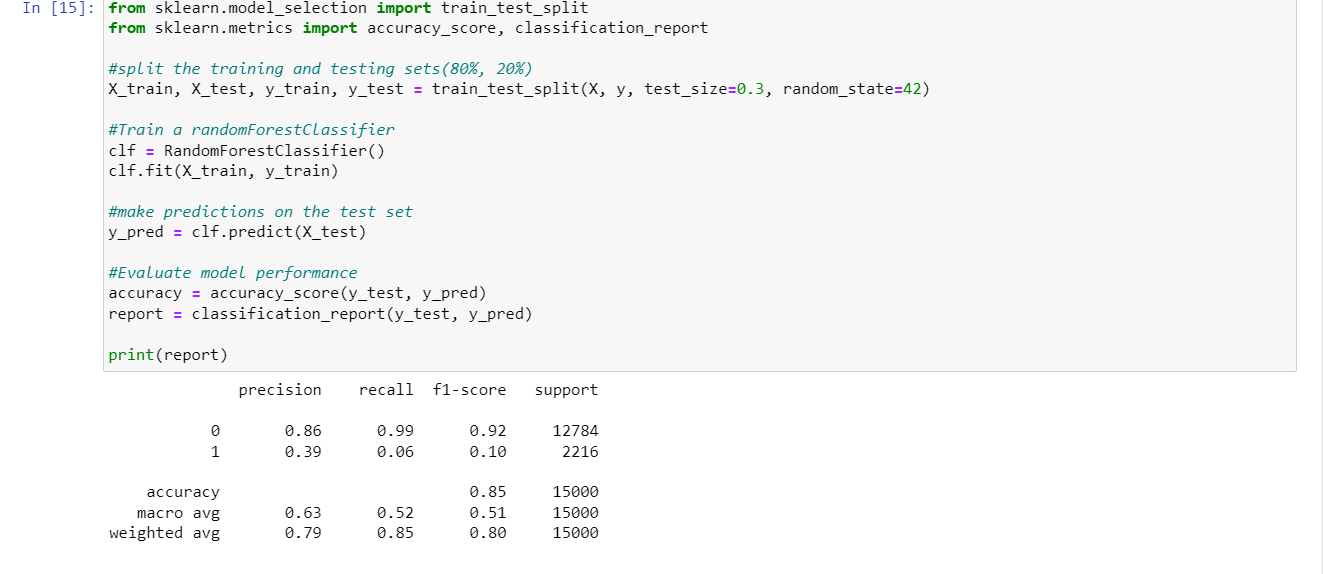 In [15]: from sklearn.model_selection import train_test_split
from sklearn.metrics import accuracy_score, classification_report
#split the training and testing sets(80%, 20%)
X_train, X_test, y_train, y_test = train_test_split(X, y, test_size=0.3, random_state=42)
#Train a randomForestClassifier
clf = RandomForestClassifier()
clf.fit(X_train, y_train)
#make predictions on the test set
y_pred = clf.predict(X_test)
#Evaluate model performance
accuracy = accuracy_score(y_test, y_pred)
report = classification_report(y_test, y_pred)
print(report)
precision recall f1-score support
0 0.86 0.99 0.92 12784
1 0.39 0.06 0.10 2216
accuracy 0.85 15000
macro avg 0.63 0.52 0.51 15000
weighted avg 0.79 0.85 0.80 15000